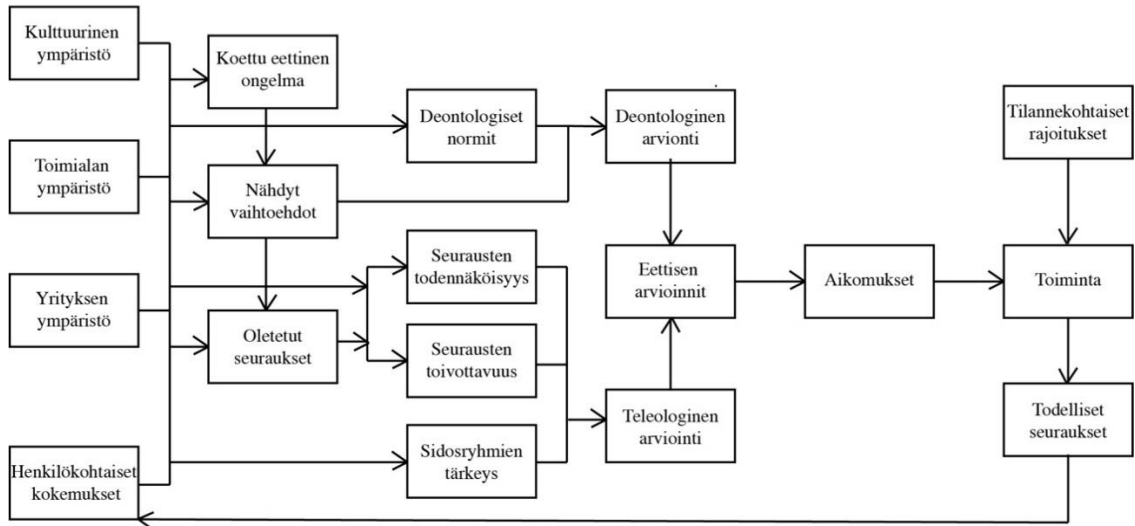 Kulttuurinen
ympäristö
Koettu eettinen
ongelma
Deontologiset
normit
Deontologinen
arvionti
Tilannekohtaiset
rajoitukset
Toimialan
ympäristö
Nähdyt
vaihtoehdot
Seurausten
todennäköisyys
Eettisen
arvioinnit
Aikomukset
Toiminta
Yrityksen
ympäristö
Oletetut
seuraukset
Seurausten
toivottavuus
Teleologinen
arviointi
Todelliset
seuraukset
Henkilökohtaiset
kokemukset
Sidosryhmien
tärkeys